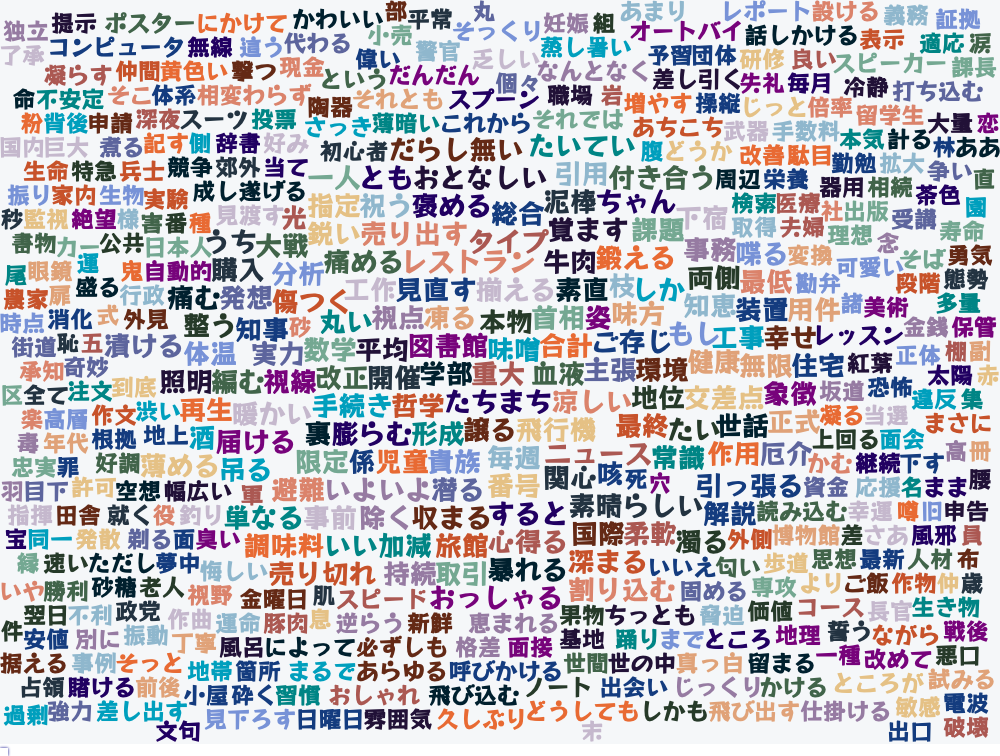 独立 提示 ポスター にかけて かわいい 部 平常 丸 そっくり 妊娠 組 あまり レポート 設ける 義務 証拠
了承 コンピュータ 無線 違う 代わる 小売 警官 蒸し暑い オートバイ 話しかける 表示 適応 涙
凝らす 仲間 黄色い 撃つ 現金 偉い 乏しい なんとなく 予習 団体 研修 良い スピーカー 課長
という だんだん 個々 差し引く 失礼 毎月 冷静 打ち込む
命 不安定 そこ 体系 相変わらず 陶器 それとも スプーン 職場 岩 増やす 操縦 じっと 倍率 留学生
粉 背後 申請 深夜 スーツ 投票 さっき 薄暗い これから それでは あちこち 武器 手数料 本気 計る 大量 恋
国内 巨大 煮る 記す 側 辞書 好み 初心者 だらし無い たいてい 腹 どうか 改善 駄目 勤勉 拡大 林 ああ
生命 特急 兵士 競争 郊外 当て 一人 とも おとなしい 引用 付き合う 周辺 栄養 器用 相続 争い 直
振り 家内 生物 実験 成し遂げる 指定 祝う 褒める 総合 泥棒 ちゃん 検索 医療 社 出版 茶色 園
秒 監視 絶望 様 害 番 種 見渡す 光 鋭い 売り出す タイプ 覚ます 課題 下宿 取得 夫婦 理想 念 受講 寿命
書物 カー 公共 日本人 うち 大戦 痛める レストラン 牛肉 鍛える 事務 喋る 変換 可愛い そば 勇気
尾 眼鏡 運 鬼 自動的 購入 分析 工作 見直す 揃える 素直 枝 しか 両側 最低 勘弁 段階 態勢
農家 扉 盛る 行政 痛む 発想 傷つく 知恵 装置 用件 諸 美術 多量
時点 消化 式 外見 整う 知事 砂 丸い 視点 凍る 本物 首相 姿 味方 もし 工事 幸せ レッスン 金銭 保管
街道 恥 五 漬ける 体温 実力 数学 平均 図書館 味噌 合計 ご存じ 健康 無限 住宅 紅葉 正体 棚 副
承知 奇妙 照明 編む 視線 改正 開催 学部 重大 血液 主張 環境 太陽 赤
区 全て 注文 到底 手続き 哲学 たちまち 涼しい 地位 交差点 象徴 坂道 恐怖 違反 集
楽 高層 作文 渋い 再生 暖かい 裏 膨らむ 形成 譲る 飛行機 最終 たい 世話 正式 凝る 当選 まさに
毒 年代 根拠 地上 酒 届ける 限定 係 児童 貴族 毎週 ニュース 常識 作用 厄介 上回る 面会 高 冊
忠実 罪 好調 薄める 吊る 関心 咳 死 穴 引っ張る かむ 継続 下す 資金 応援 名 まま 腰
羽 目下 許可 空想 幅広い 軍 避難 いよいよ 潜る 番号 素晴らしい 解説 読み込む 幸運 噂 旧 申告
指揮 田舎 就く 役 釣り 単なる 事前 除く 収まる すると 国際 柔軟 濁る 外側 博物館 差 さあ 風邪 員
宝 同一 発散 剃る 面 臭い 調味料 いい加減 旅館 心得る 深まる いいえ 匂い 歩道 思想 最新 人材 布
縁 速い ただし 夢中 悔しい 売り切れ 持続 取引 暴れる 割り込む 固める 専攻 より ご飯 作物 仲 歳
いや 勝利 砂糖 老人 視野 金曜日 肌 スピード おっしゃる 男物 ちっとも 脅迫 価値 コース 長官 生き物
翌日 不利 政党 作曲 運命 豚肉 息 逆らう 新鮮 恵まれる 基地 踊り まで ところ 地理 誓う ながら 戦後
件 安値 別に 振動 丁寧 風呂 によって 必ずしも 格差 面接 世間 世の中 真っ白 留まる 一種 改めて 悪口
据える 事例 そっと 地帯 箇所 まるで あらゆる 呼びかける ノート 出会い じっくり かける ところが 試みる
占領 賭ける 前後 小屋 砕く 習慣 おしゃれ 飛び込む どうしても しかも 飛び出す 仕掛ける 敏感 電波
過剰 強力 差し出す 見下ろす 日曜日 雰囲気 久しぶり 出口 破壊
文句 末